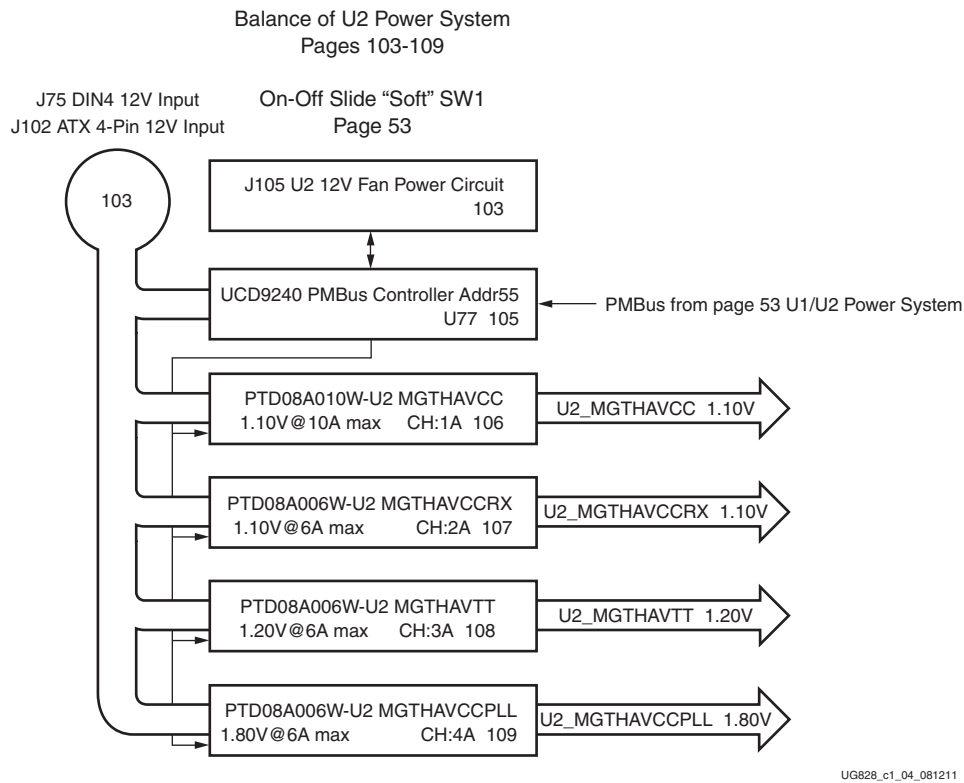 Balance of U2 Power System
Pages 103-109
J75 DIN4 12V Input
J102 ATX 4-Pin 12V Input
On-Off Slide “Soft” SW1
Page 53
103
J105 U2 12V Fan Power Circuit
103
UCD9240 PMBus Controller Addr55
U77 105
PMBus from page 53 U1/U2 Power System
PTD08A010W-U2 MGTHAVCC
1.10V@10A max CH:1A 106
U2_MGTHAVCC 1.10V
PTD08A006W-U2 MGTHAVCCRX
1.10V@6A max CH:2A 107
U2_MGTHAVCCRX 1.10V
PTD08A006W-U2 MGTHAVTT
1.20V@6A max CH:3A 108
U2_MGTHAVTT 1.20V
PTD08A006W-U2 MGTHAVCCPLL
1.80V@6A max CH:4A 109
U2_MGTHAVCCPLL 1.80V
UG828_c1_04_081211